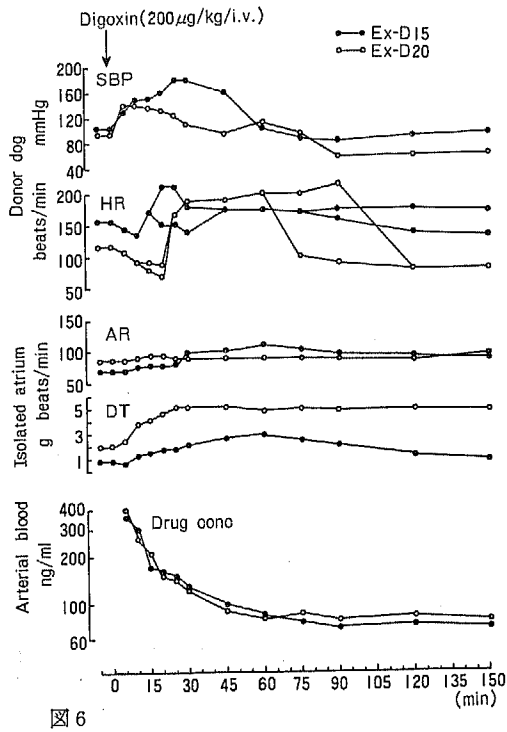 Digoxin(200μg/kg/i.v.)
Ex-D15
Ex-D20
SBP
200
160
120
80
40
Donor dog
mmHg
HR
200
150
100
50
beats/min
AR
150
100
50
Isolated atrium
beats/min
DT
5
3
1
g
Drug conc
400
300
200
100
60
Arterial blood
ng/ml
0 15 30 45 60 75 90 105 120 135 150
(min)
図6